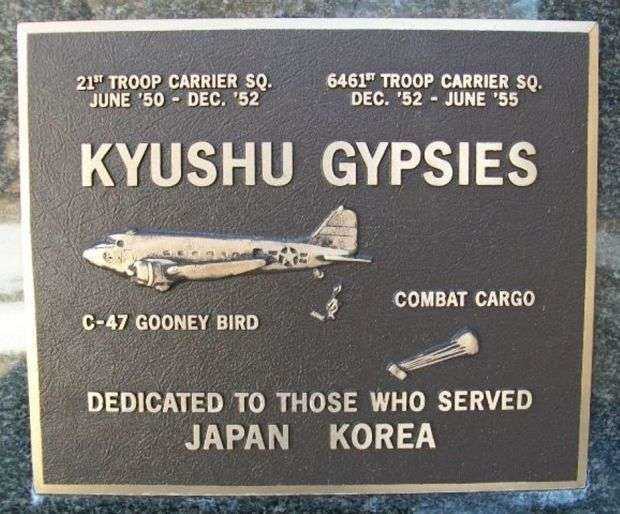 21ST TROOP CARRIER SQ.
JUNE '50 - DEC. '52
6461ST TROOP CARRIER SQ.
DEC. '52 - JUNE '55
KYUSHU GYPSIES
C-47 GOONEY BIRD
COMBAT CARGO
DEDICATED TO THOSE WHO SERVED
JAPAN KOREA